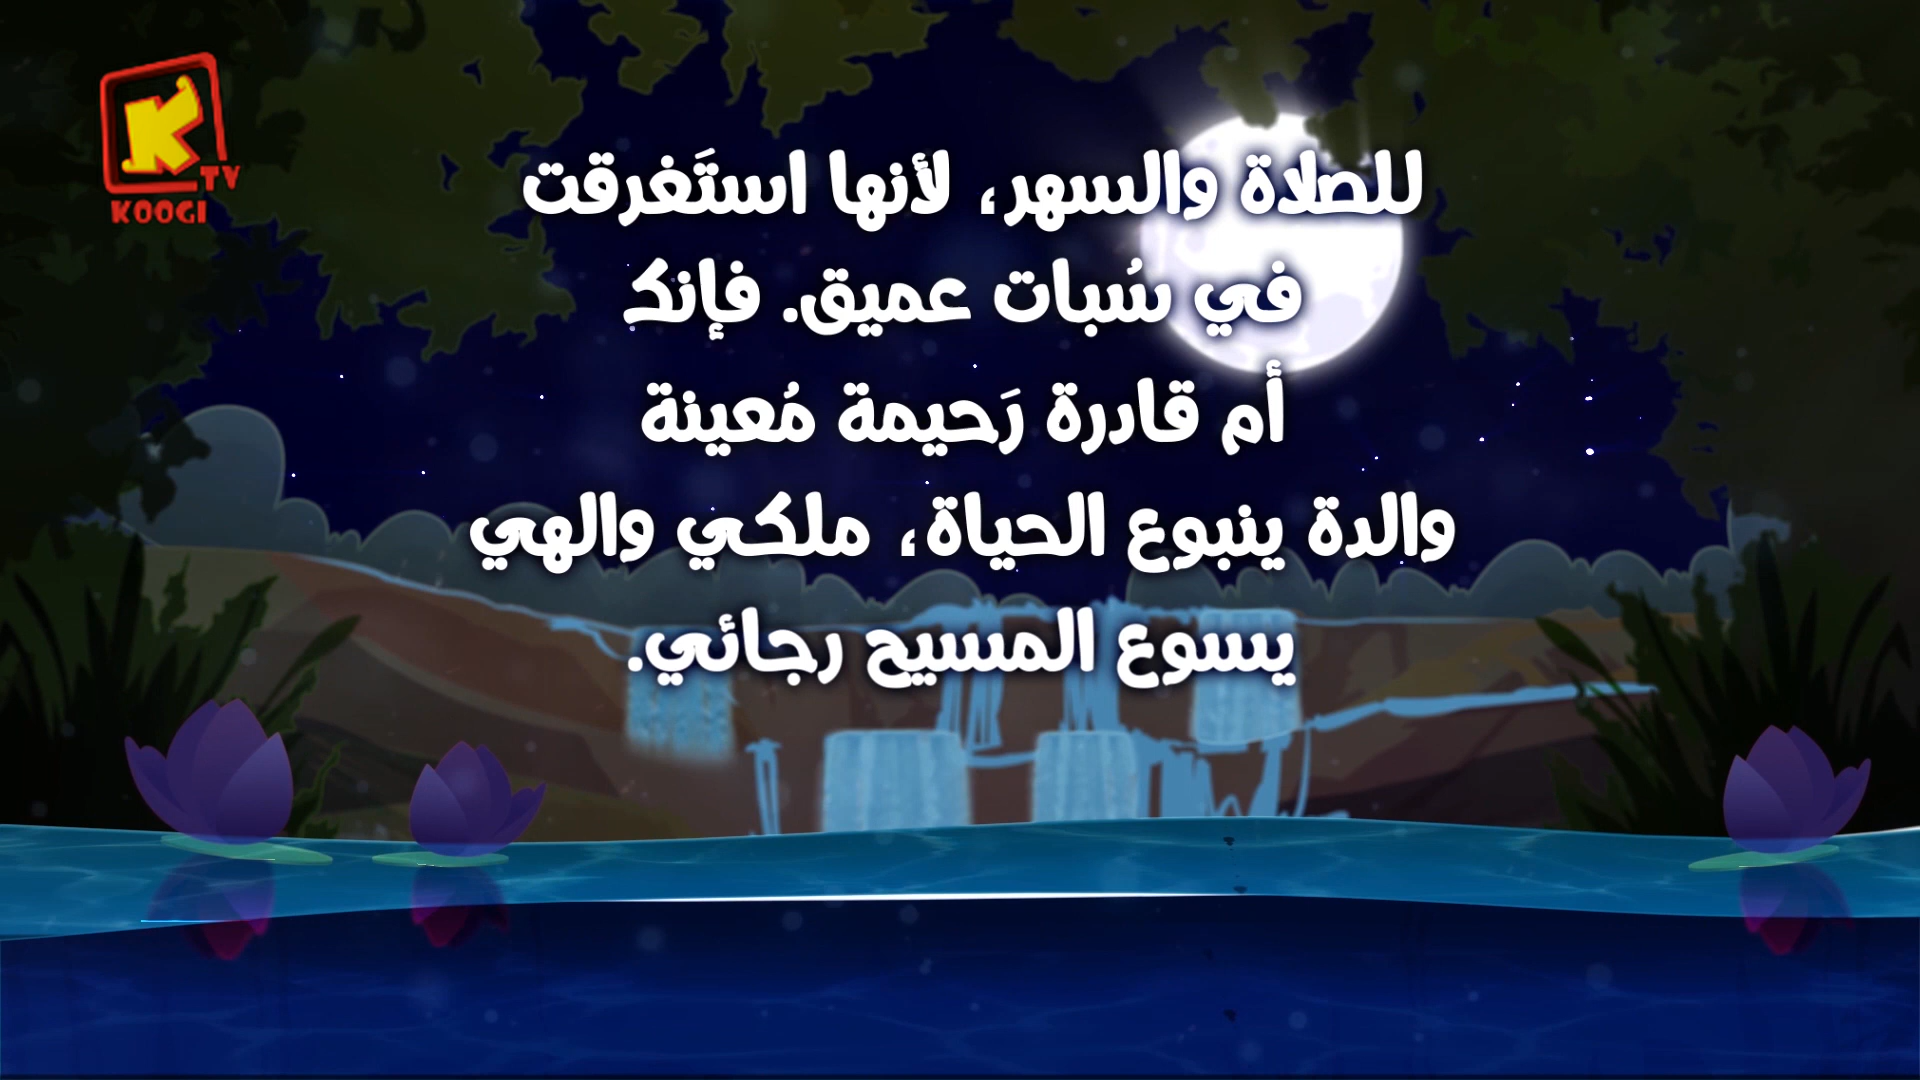 K
TV
KOOGI
للصلاة والسهر، لأنها استَغرقت
في سُبات عميق. فإنك
أم قادرة رَحيمة مُعينة
والدة ينبوع الحياة، ملكي والهي
يسوع المسيح رجائي.